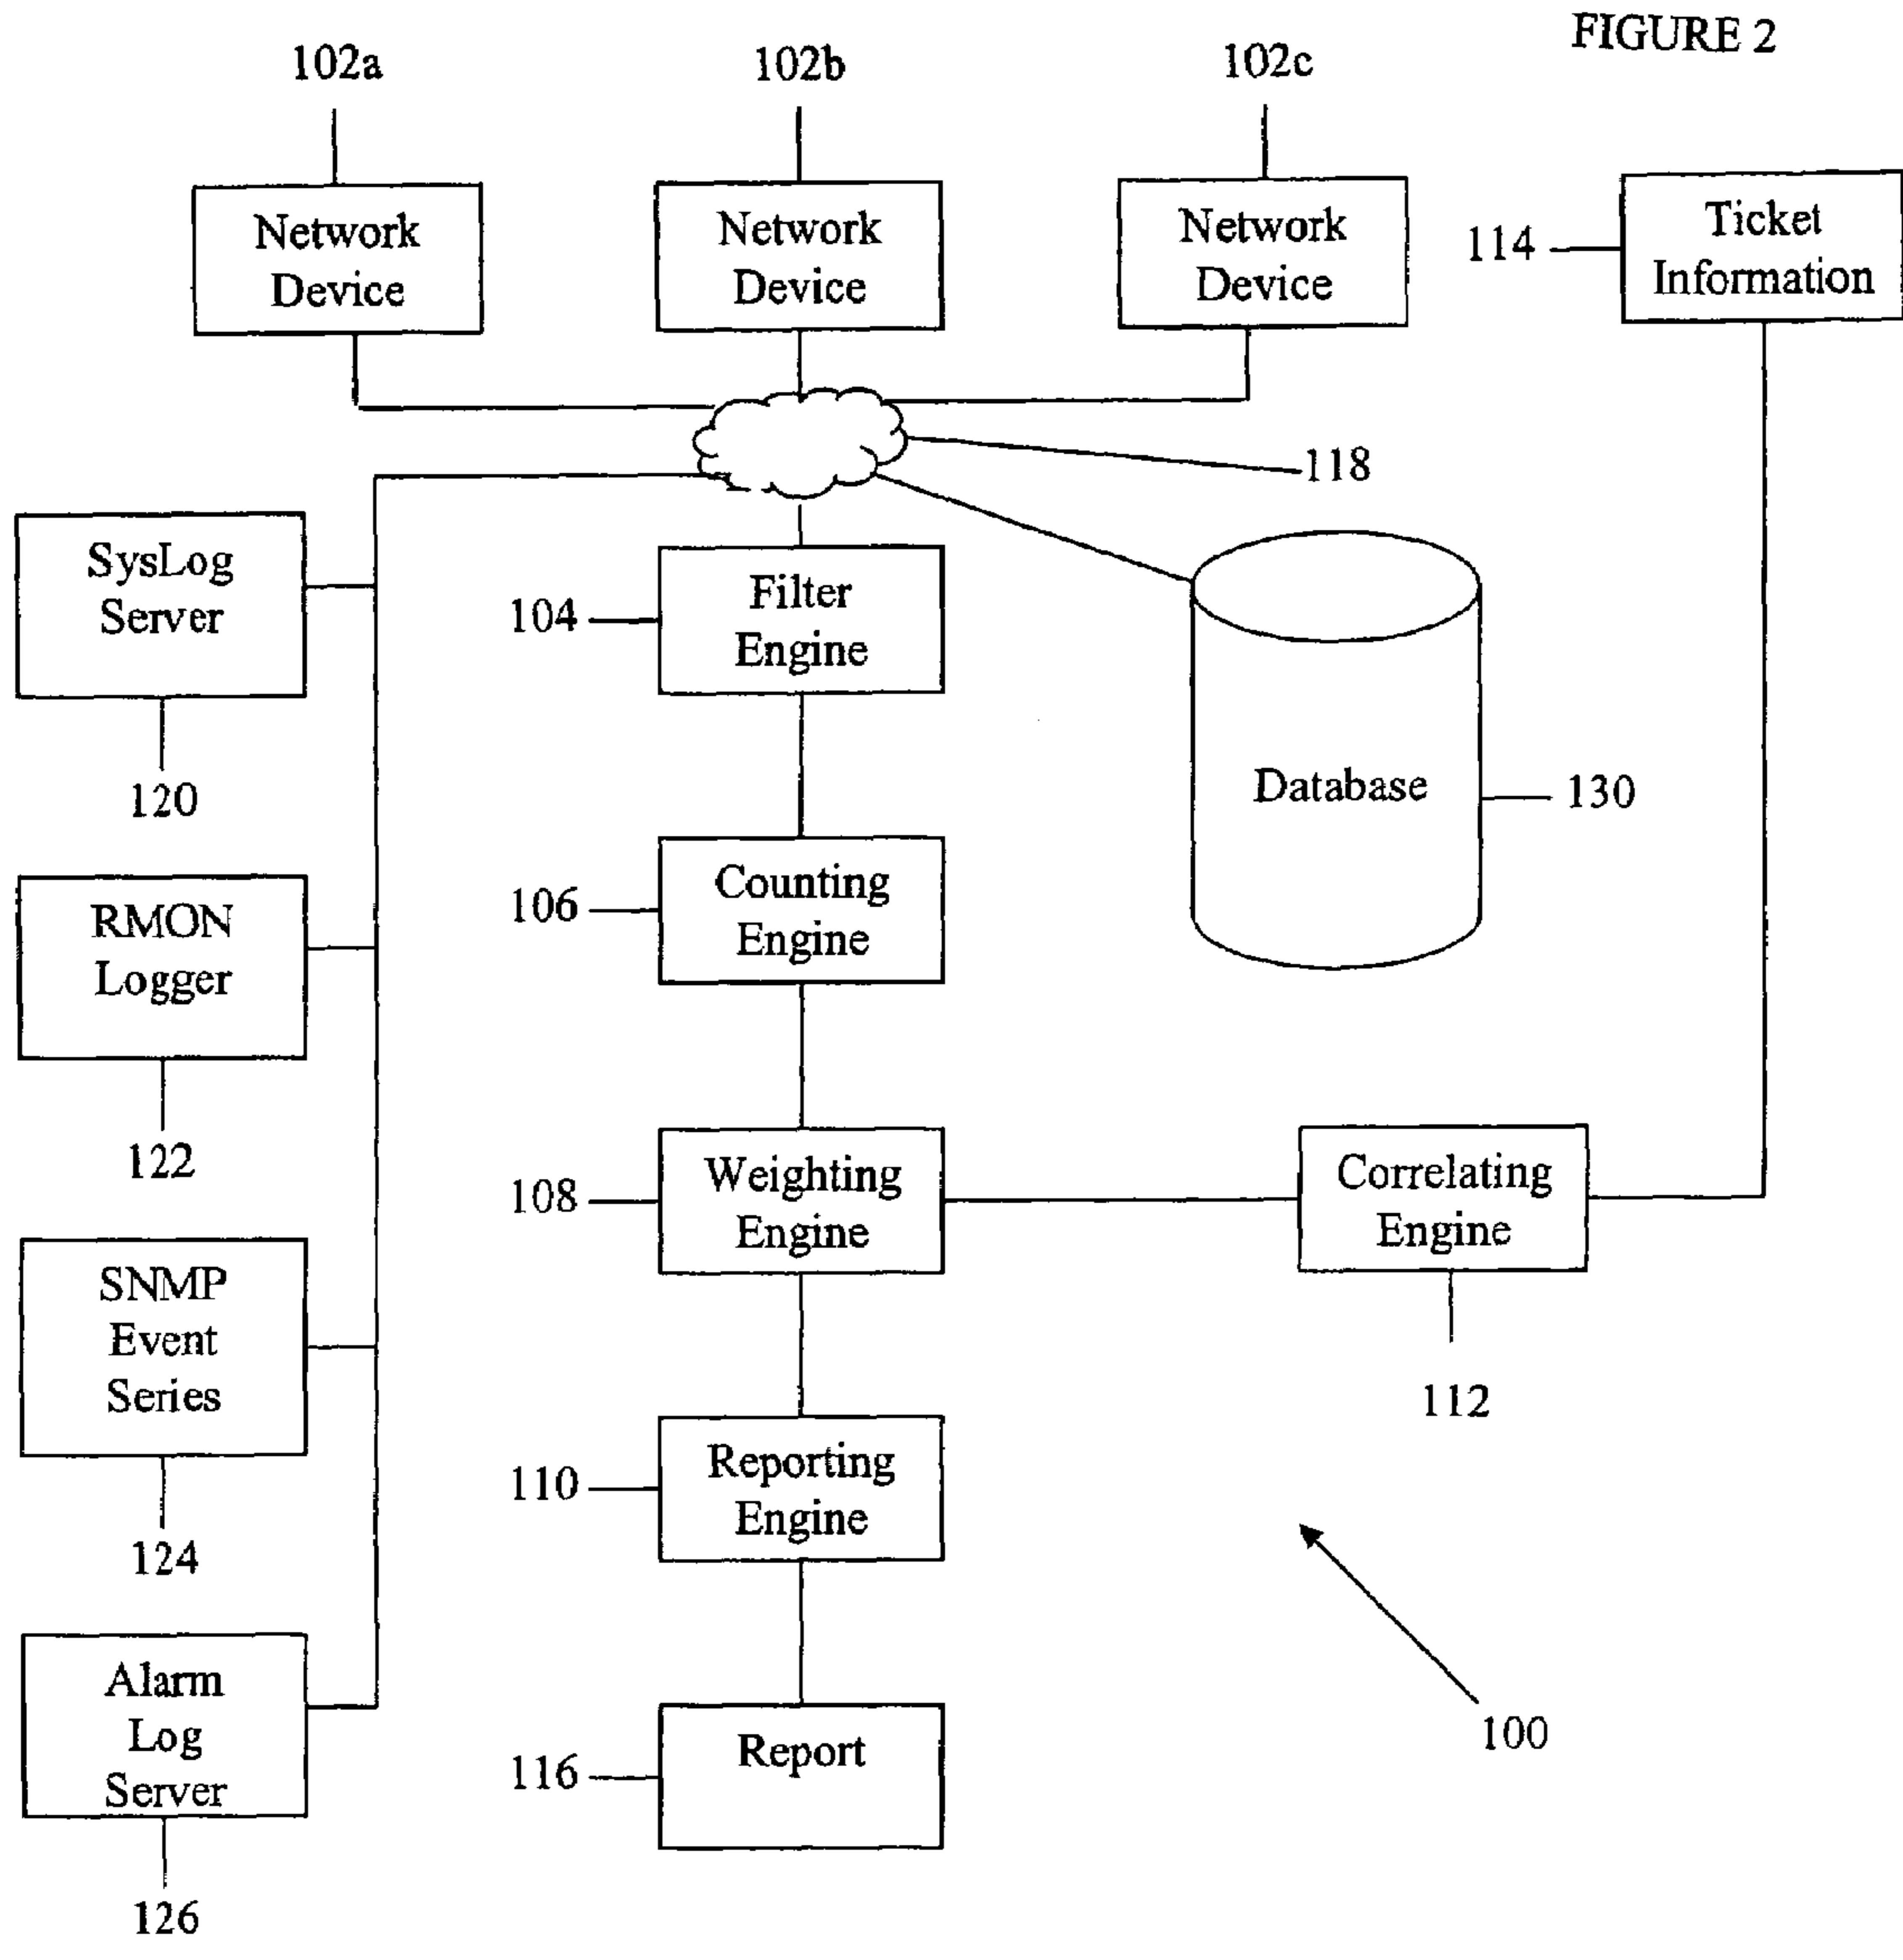 FIGURE 2
102a
102b
102c
Network
Device
Network
Device
Network
Device
114
Ticket
Information
118
SysLog
Server
120
104
Filter
Engine
Database
130
106
Counting
Engine
RMON
Logger
122
108
Weighting
Engine
Correlating
Engine
112
SNMP
Event
Series
124
110
Reporting
Engine
100
Alarm
Log
Server
126
116
Report